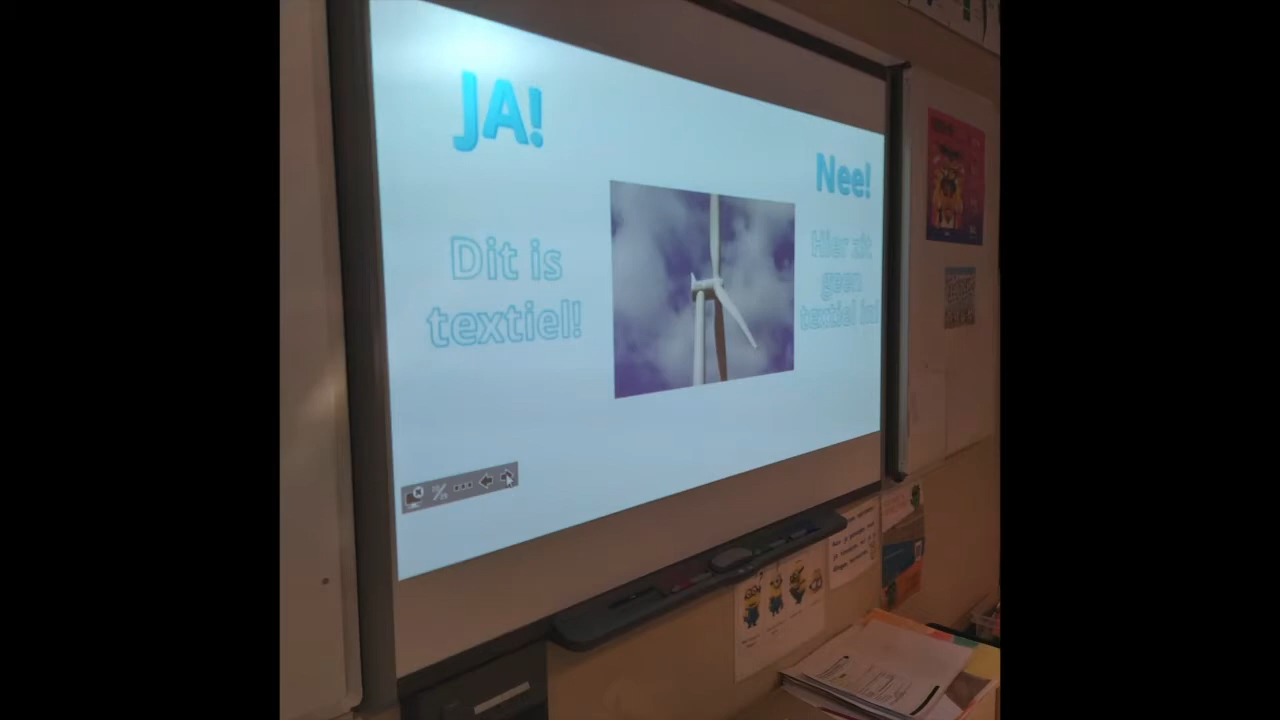 JA!
Dit is
textiel!
Nee!
Hier zit
geen
textiel in!